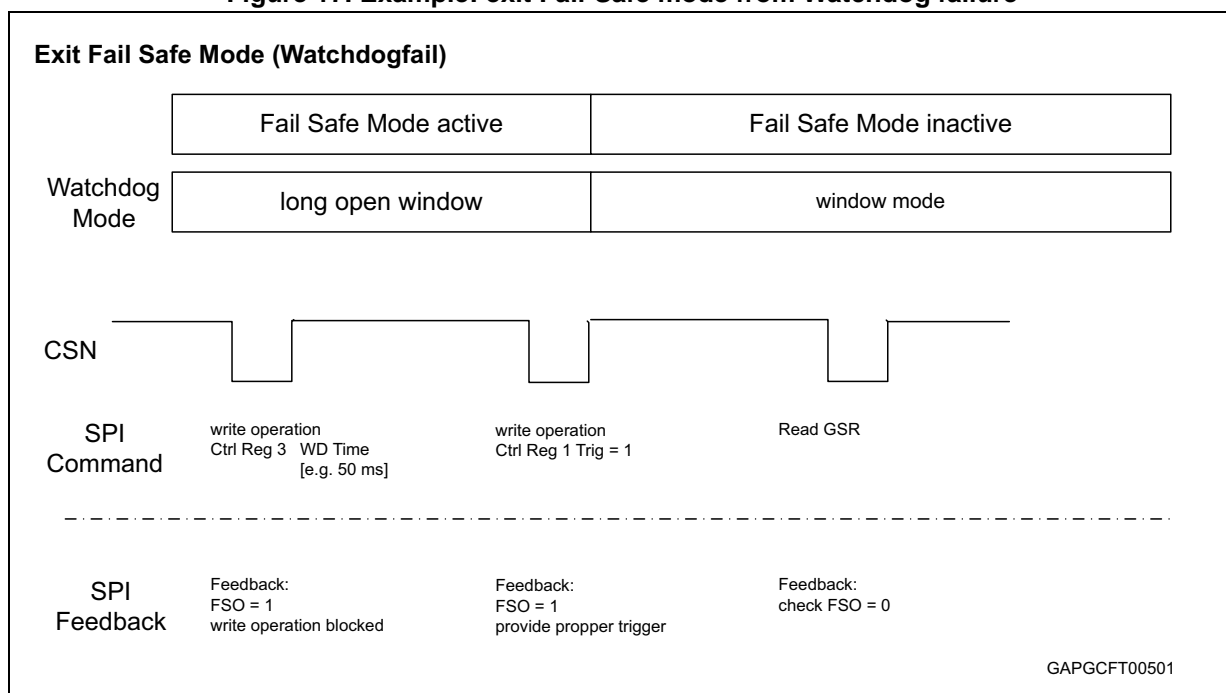 Figure 17. Example: exit Fail-Safe mode from Watchdog failure
Exit Fail Safe Mode (Watchdogfail)
Fail Safe Mode active
Fail Safe Mode inactive
Watchdog
Mode
long open window
window mode
CSN
SPI
Command
write operation
Ctrl Reg 3 WD Time
[e.g. 50 ms]
write operation
Ctrl Reg 1 Trig = 1
Read GSR
SPI
Feedback
Feedback:
FSO = 1
write operation blocked
Feedback:
FSO = 1
provide propper trigger
Feedback:
check FSO = 0
GAPGCFT00501